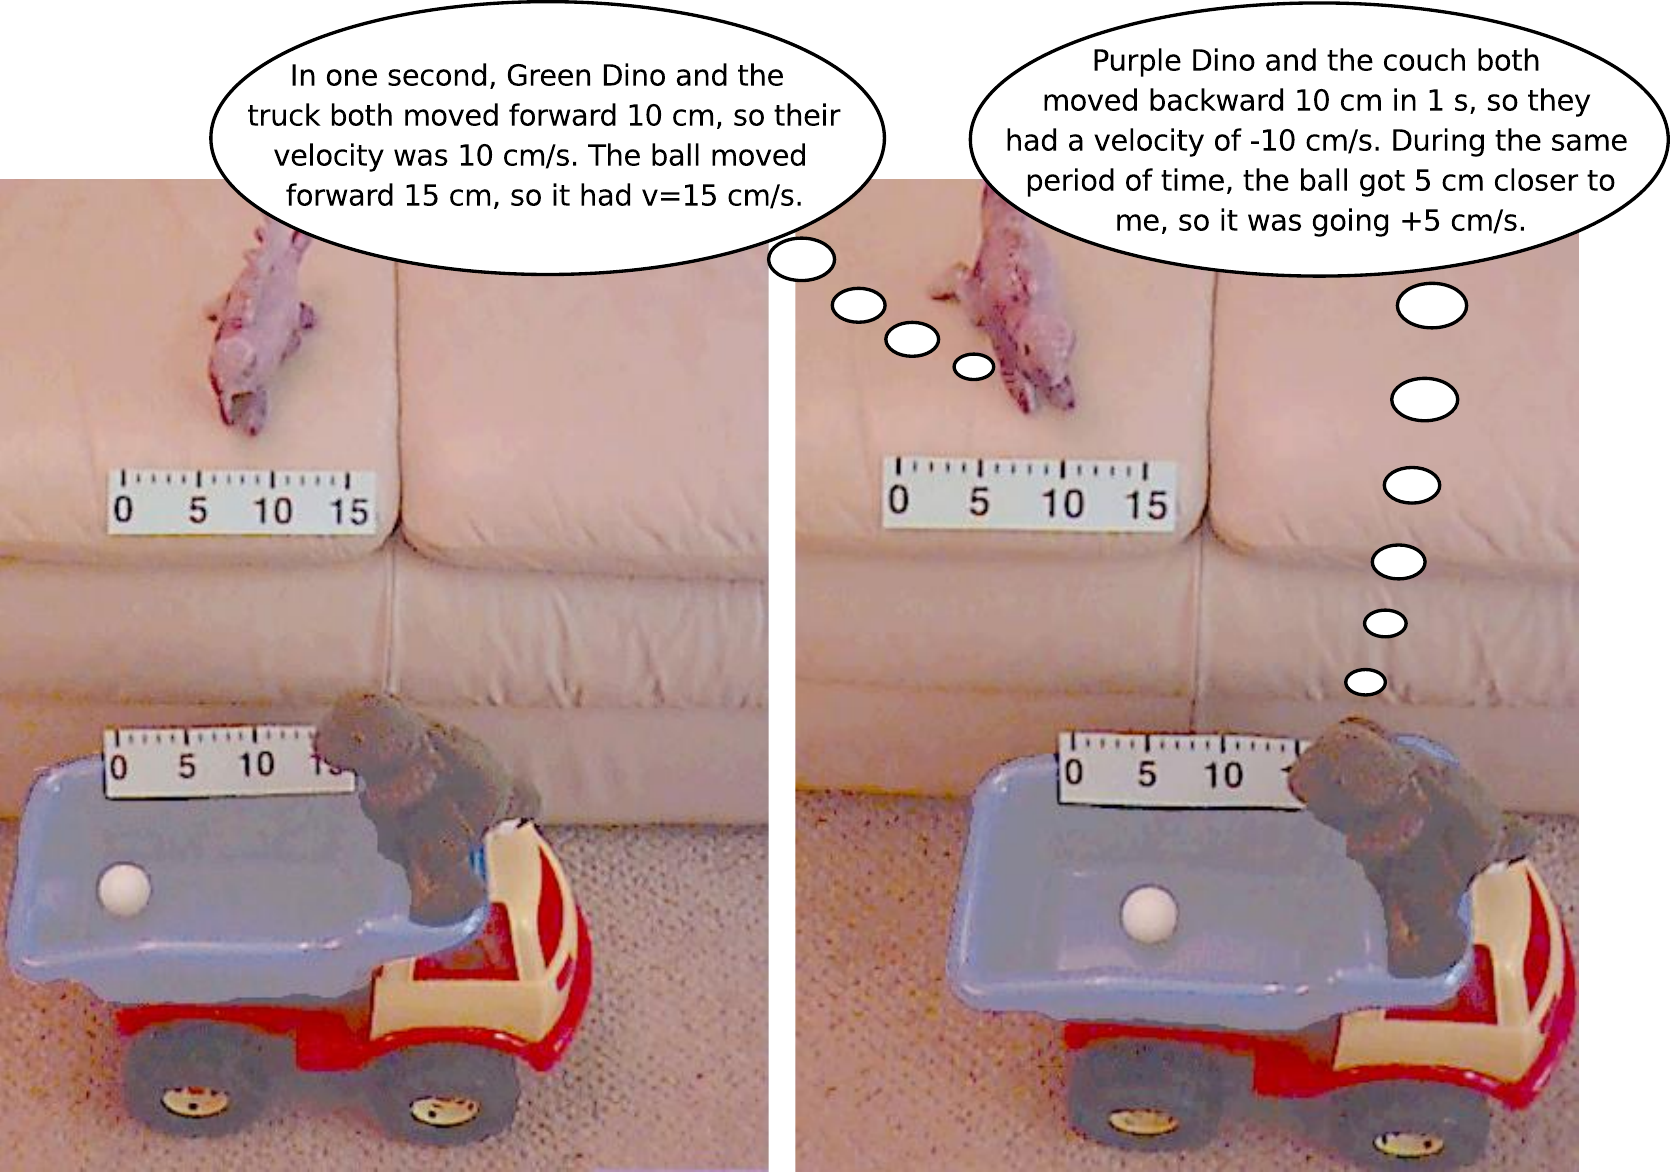 In one second, Green Dino and the
truck both moved forward 10 cm, so their
velocity was 10 cm/s. The ball moved
forward 15 cm, so it had v=15 cm/s.
Purple Dino and the couch both
moved backward 10 cm in 1 s, so they
had a velocity of -10 cm/s. During the same
period of time, the ball got 5 cm closer to
me, so it was going +5 cm/s.
0 5 10 15
0 5 10 15
0 5 10
0 5 10